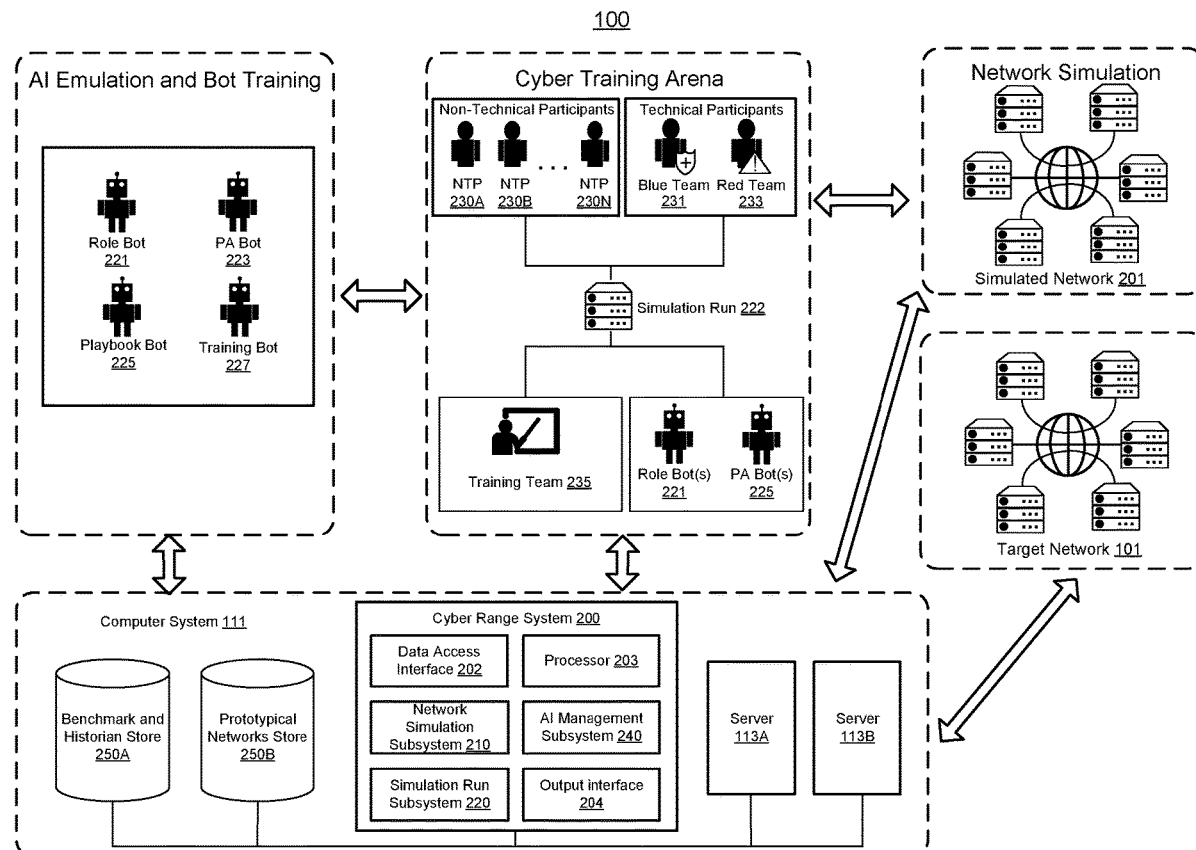 100
AI Emulation and Bot Training
Role Bot
221
PA Bot
223
Playbook Bot
225
Training Bot
227
Cyber Training Arena
Non-Technical Participants
NTP
230A
NTP
230B
. . .
NTP
230N
Technical Participants
Blue Team
231
Red Team
233
Simulation Run 222
Training Team 235
Role Bot(s)
221
PA Bot(s)
225
Network Simulation
Simulated Network 201
Target Network 101
Computer System 111
Benchmark and
Historian Store
250A
Prototypical
Networks Store
250B
Cyber Range System 200
Data Access
Interface 202
Processor 203
Network
Simulation
Subsystem 210
AI Management
Subsystem 240
Simulation Run
Subsystem 220
Output interface
204
Server
113A
Server
113B